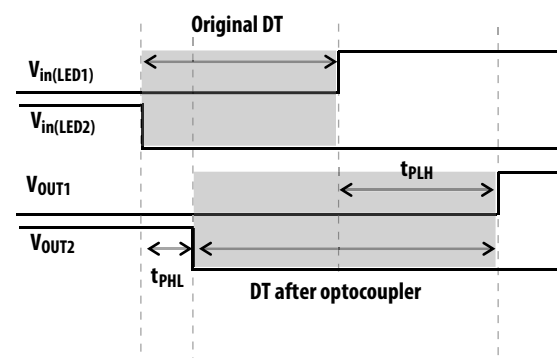 Original DT
Vin(LED1)
Vin(LED2)
VOUT1
tPLH
VOUT2
tPHL
DT after optocoupler